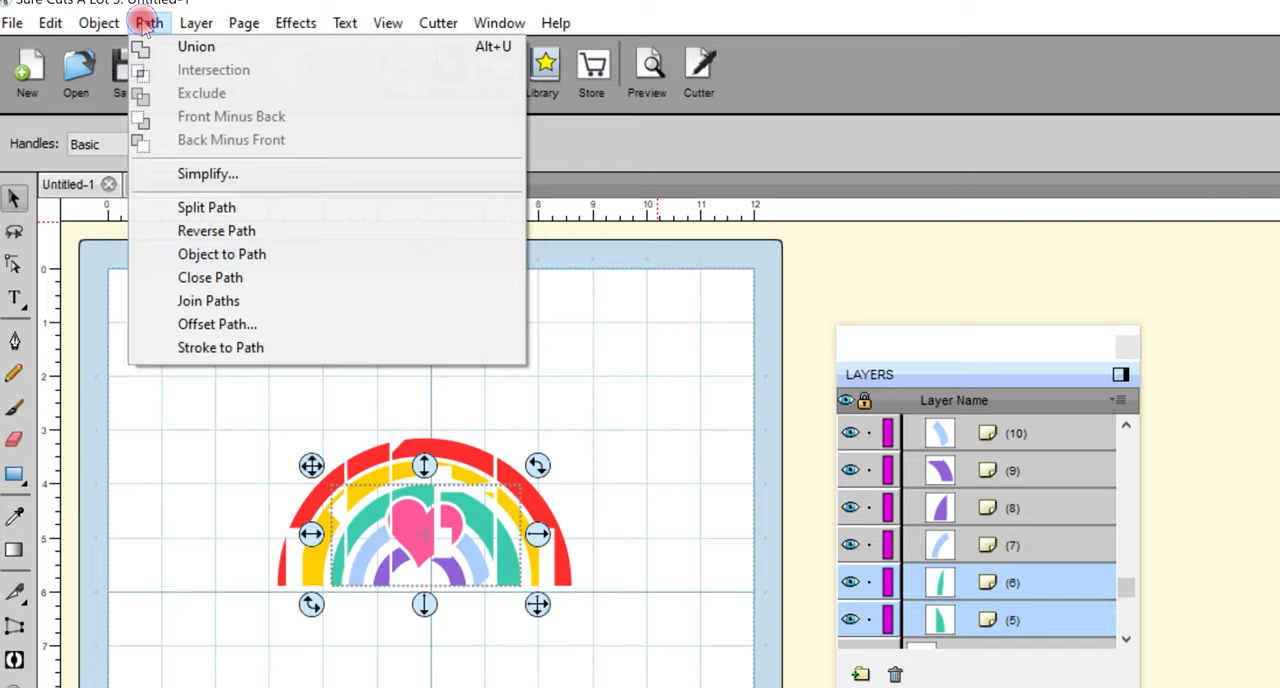 Sure Cuts A Lot 5: Untitled-1
File Edit Object Path Layer Page Effects Text View Cutter Window Help
Union Alt+U
Intersection
Exclude
Front Minus Back
Back Minus Front
Simplify...
Split Path
Reverse Path
Object to Path
Close Path
Join Paths
Offset Path...
Stroke to Path
New Open Sa Library Store Preview Cutter
Handles: Basic
Untitled-1
0 8 9 10 11 12
0
1
2
3
4
5
6
7
LAYERS
Layer Name
(10)
(9)
(8)
(7)
(6)
(5)
T